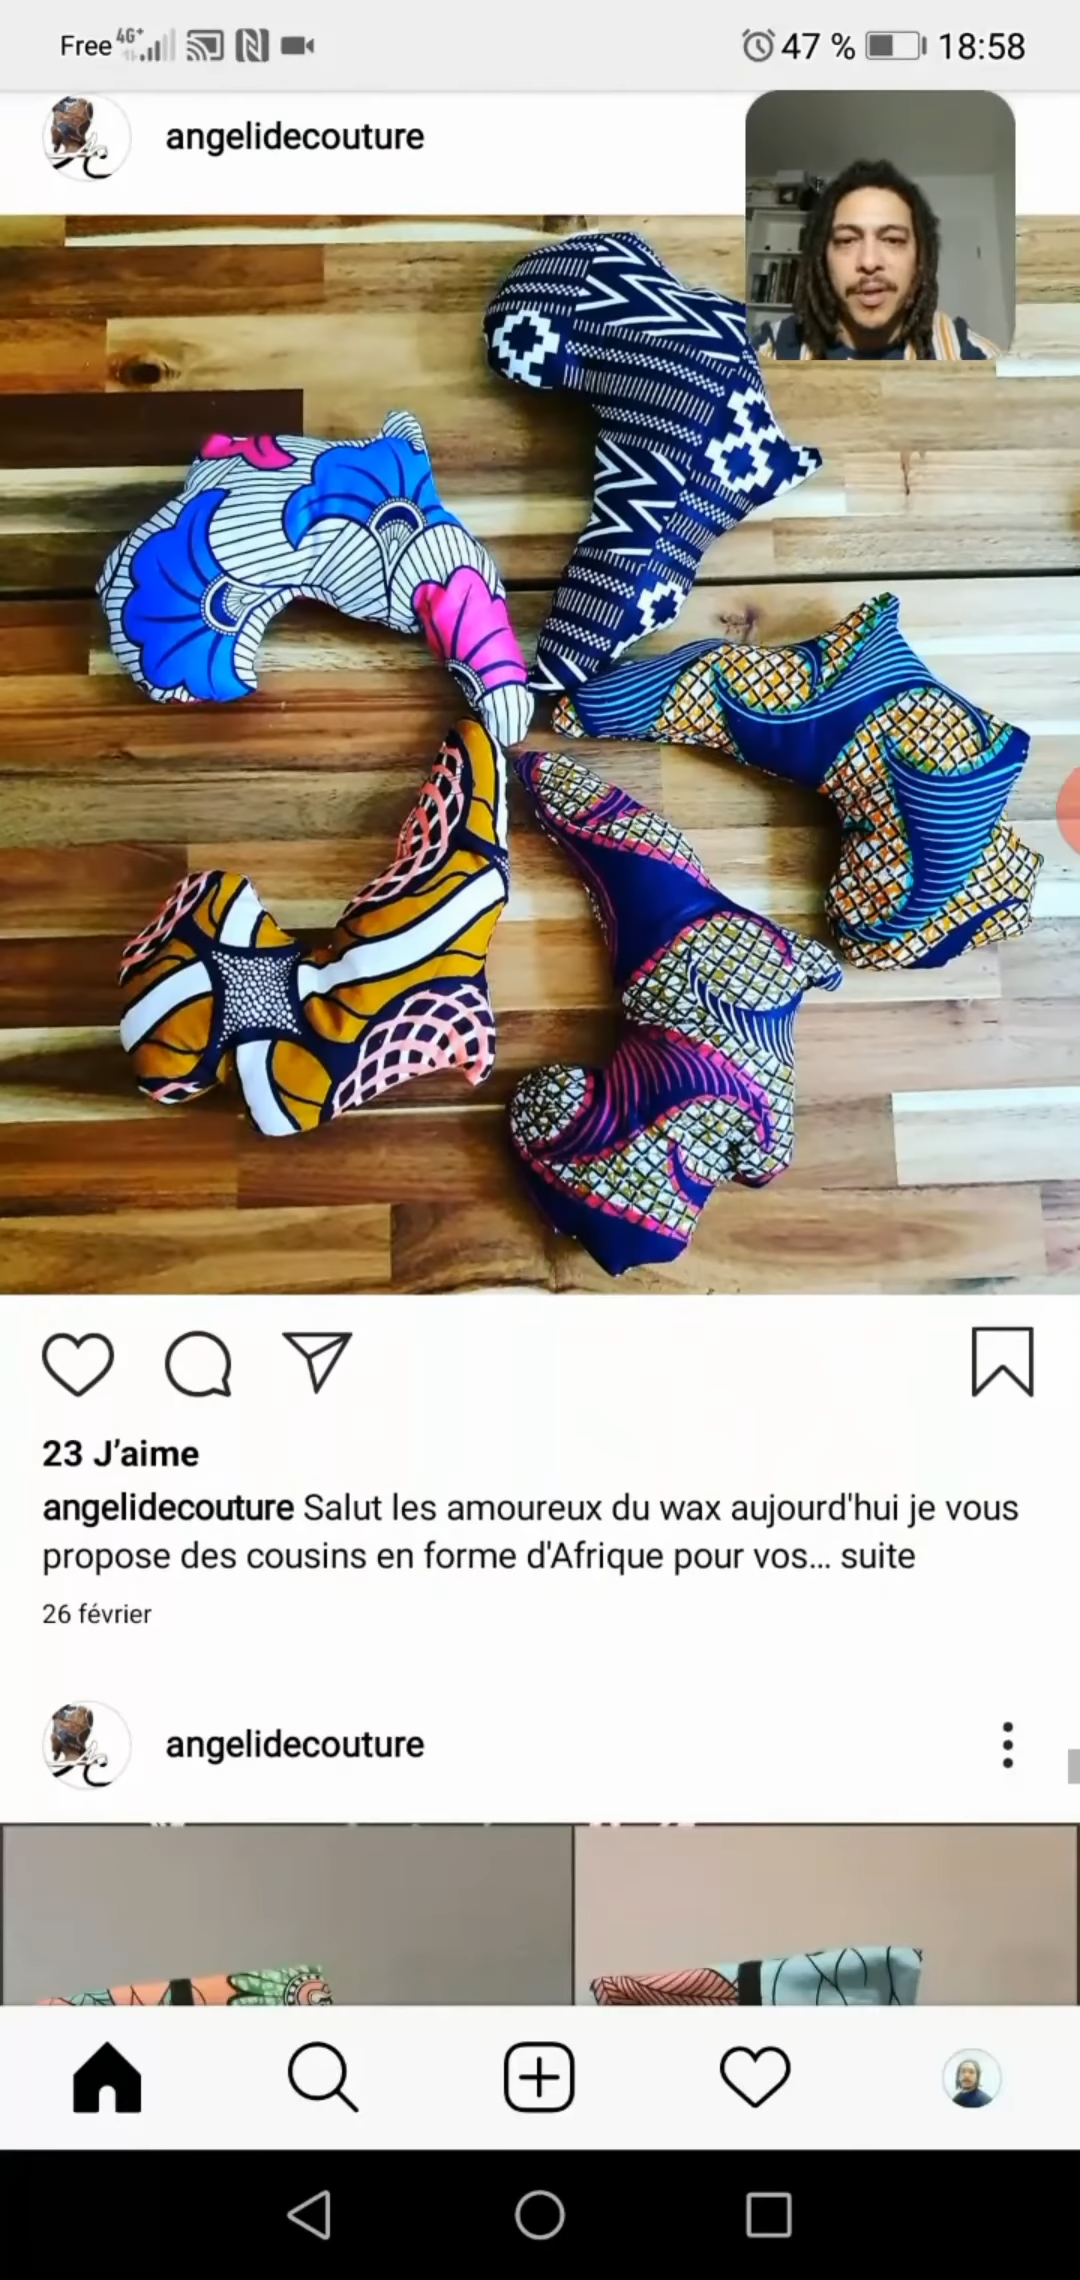 Free 4G+ 47 % 18:58
angelidecouture
23 J'aime
angelidecouture Salut les amoureux du wax aujourd'hui je vous
propose des cousins en forme d'Afrique pour vos... suite
26 février
angelidecouture